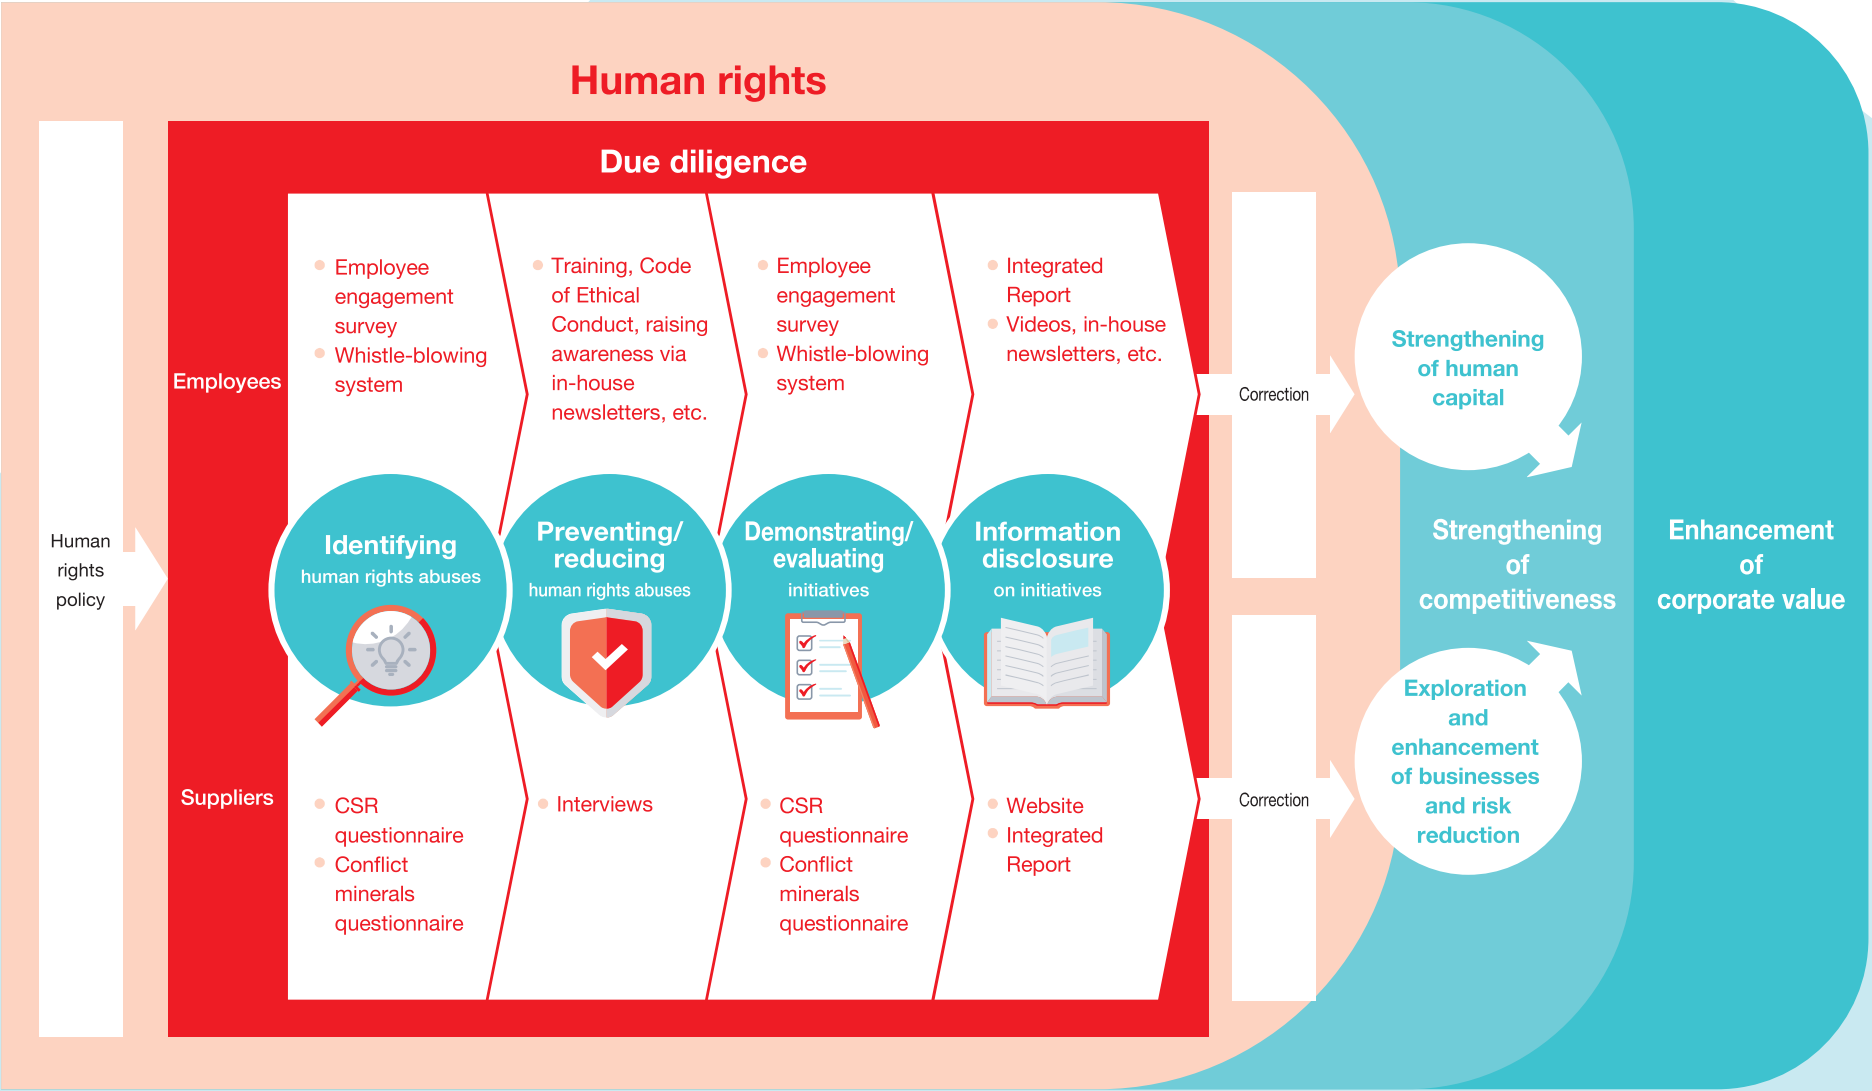 Human rights
Due diligence
Human
rights
policy
Employees
Employee
engagement
survey
Whistle-blowing
system
Training, Code
of Ethical
Conduct, raising
awareness via
in-house
newsletters, etc.
Employee
engagement
survey
Whistle-blowing
system
Integrated
Report
Videos, in-house
newsletters, etc.
Identifying
human rights abuses
Preventing/
reducing
human rights abuses
Demonstrating/
evaluating
initiatives
Information
disclosure
on initiatives
Suppliers
CSR
questionnaire
Conflict
minerals
questionnaire
Interviews
CSR
questionnaire
Conflict
minerals
questionnaire
Website
Integrated
Report
Correction
Correction
Strengthening
of human
capital
Exploration
and
enhancement
of businesses
and risk
reduction
Strengthening
of
competitiveness
Enhancement
of
corporate value